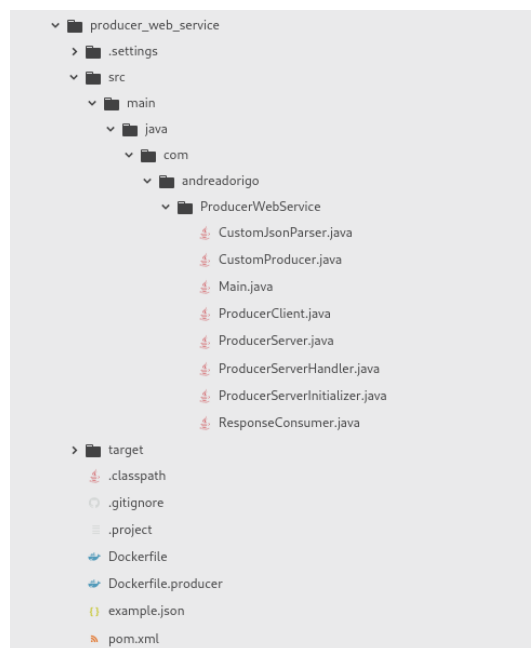 producer_web_service
.settings
src
main
java
com
andreadorigo
ProducerWebService
CustomJsonParser.java
CustomProducer.java
Main.java
ProducerClient.java
ProducerServer.java
ProducerServerHandler.java
ProducerServerInitializer.java
ResponseConsumer.java
target
.classpath
.gitignore
.project
Dockerfile
Dockerfile.producer
example.json
pom.xml